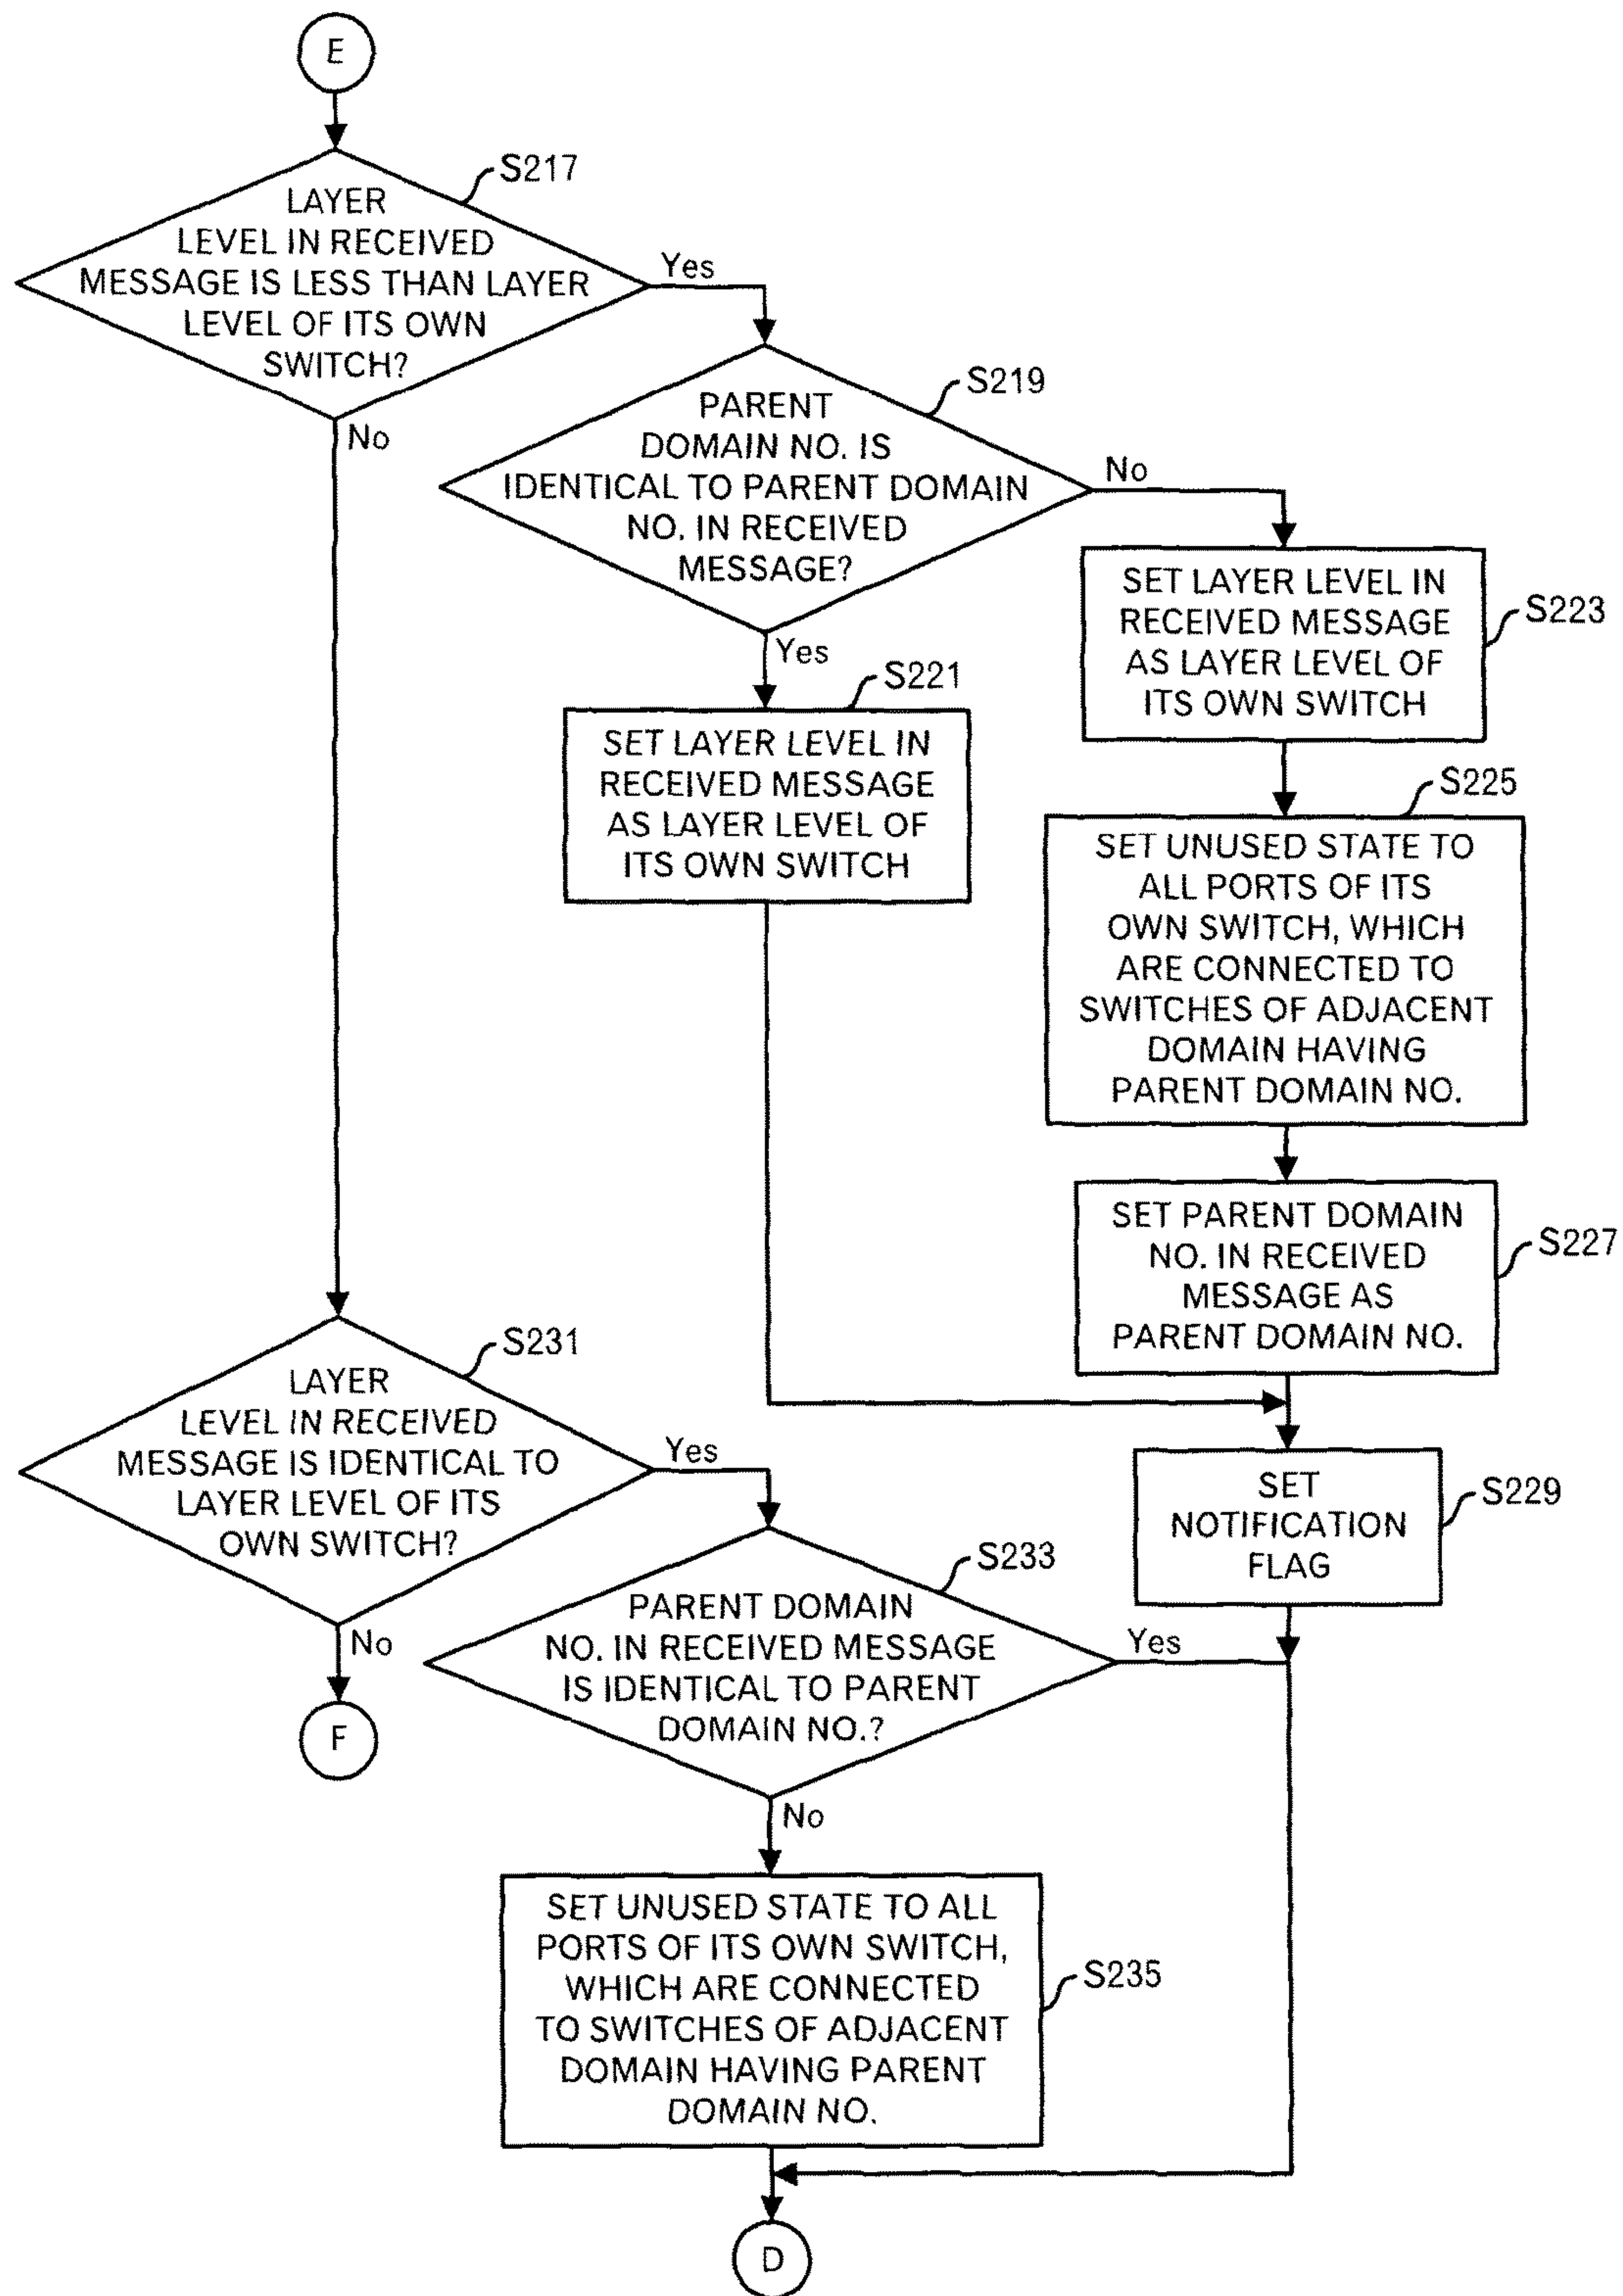 E
S217
LAYER
LEVEL IN RECEIVED
MESSAGE IS LESS THAN LAYER
LEVEL OF ITS OWN
SWITCH?
Yes
No
S219
PARENT
DOMAIN NO. IS
IDENTICAL TO PARENT DOMAIN
NO. IN RECEIVED
MESSAGE?
No
Yes
S223
SET LAYER LEVEL IN
RECEIVED MESSAGE
AS LAYER LEVEL OF
ITS OWN SWITCH
S221
SET LAYER LEVEL IN
RECEIVED MESSAGE
AS LAYER LEVEL OF
ITS OWN SWITCH
S225
SET UNUSED STATE TO
ALL PORTS OF ITS
OWN SWITCH, WHICH
ARE CONNECTED TO
SWITCHES OF ADJACENT
DOMAIN HAVING
PARENT DOMAIN NO.
S227
SET PARENT DOMAIN
NO. IN RECEIVED
MESSAGE AS
PARENT DOMAIN NO.
S231
LAYER
LEVEL IN RECEIVED
MESSAGE IS IDENTICAL TO
LAYER LEVEL OF ITS
OWN SWITCH?
Yes
No
F
S229
SET
NOTIFICATION
FLAG
S233
PARENT DOMAIN
NO. IN RECEIVED MESSAGE
IS IDENTICAL TO PARENT
DOMAIN NO.?
Yes
No
S235
SET UNUSED STATE TO ALL
PORTS OF ITS OWN SWITCH,
WHICH ARE CONNECTED
TO SWITCHES OF ADJACENT
DOMAIN HAVING PARENT
DOMAIN NO.
D